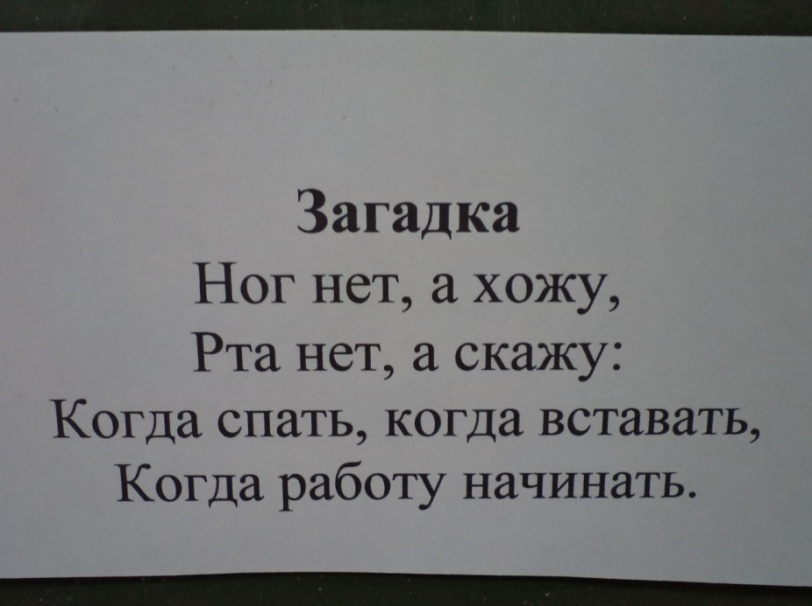 Загадка
Ног нет, а хожу,
Рта нет, а скажу:
Когда спать, когда вставать,
Когда работу начинать.